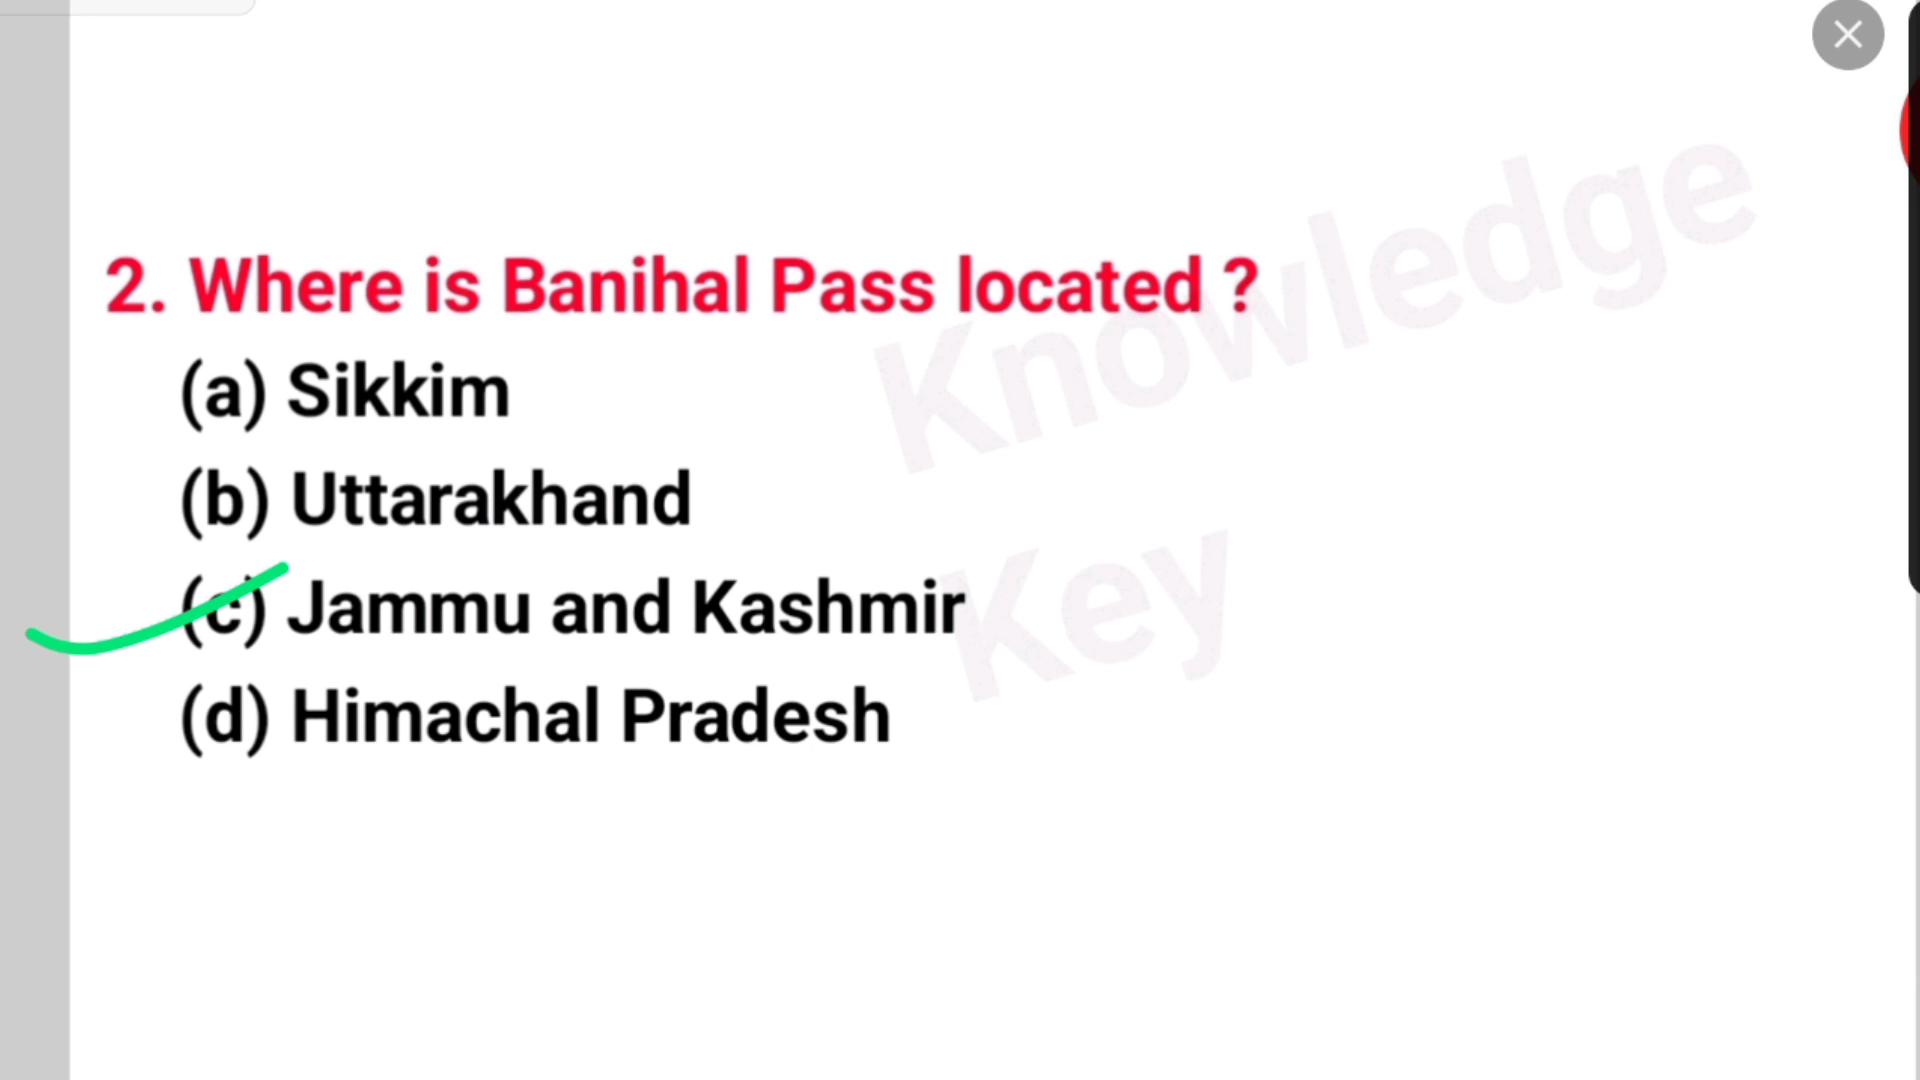 2. Where is Banihal Pass located ?
(a) Sikkim
(b) Uttarakhand
(c) Jammu and Kashmir
(d) Himachal Pradesh
Knowledge
Key